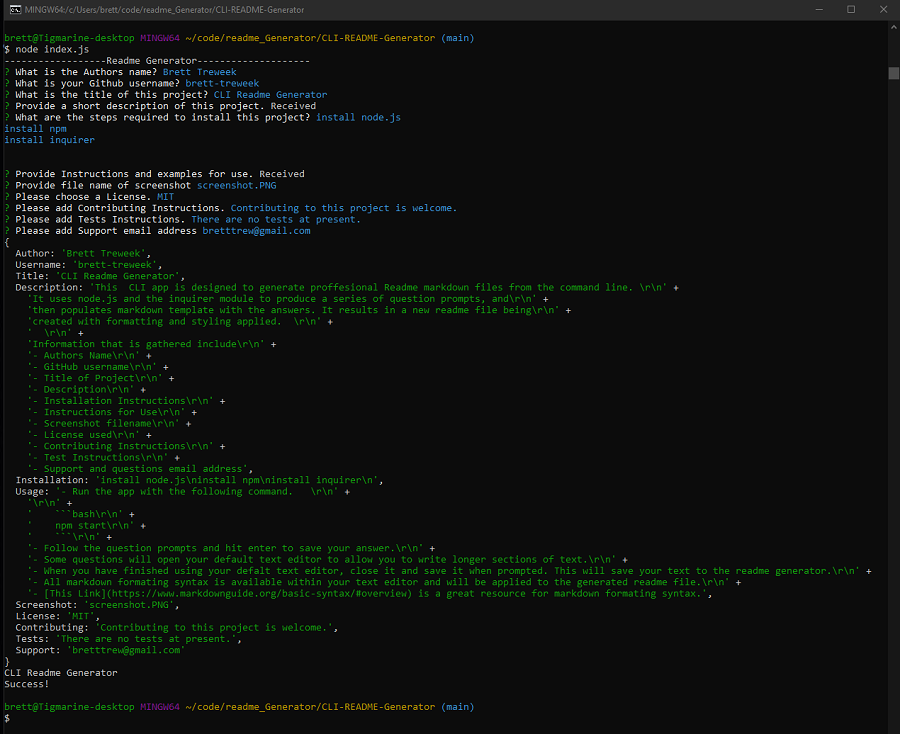 MINGW64:/c/Users/brett/code/readme_Generator/CLI-README-Generator
brett@Tigmarine-desktop MINGW64 ~/code/readme_Generator/CLI-README-Generator (main)
$ node index.js
------------------Readme Generator--------------------
? What is the Authors name? Brett Treweek
? What is your Github username? brett-treweek
? What is the title of this project? CLI Readme Generator
? Provide a short description of this project. Received
? What are the steps required to install this project? install node.js
install npm
install inquirer
? Provide Instructions and examples for use. Received
? Provide file name of screenshot screenshot.PNG
? Please choose a License. MIT
? Please add Contributing Instructions. Contributing to this project is welcome.
? Please add Tests Instructions. There are no tests at present.
? Please add Support email address bretttrew@gmail.com
{
  Author: 'Brett Treweek',
  Username: 'brett-treweek',
  Title: 'CLI Readme Generator',
  Description: 'This  CLI app is designed to generate proffesional Readme markdown files from the command line. \r\n' +
    'It uses node.js and the inquirer module to produce a series of question prompts, and\r\n' +
    'then populates markdown template with the answers. It results in a new readme file being\r\n' +
    'created with formatting and styling applied.  \r\n' +
    '  \r\n' +
    'Information that is gathered include\r\n' +
    '- Authors Name\r\n' +
    '- GitHub username\r\n' +
    '- Title of Project\r\n' +
    '- Description\r\n' +
    '- Installation Instructions\r\n' +
    '- Instructions for Use\r\n' +
    '- Screenshot filename\r\n' +
    '- License used\r\n' +
    '- Contributing Instructions\r\n' +
    '- Test Instructions\r\n' +
    '- Support and questions email address',
  Installation: 'install node.js\ninstall npm\ninstall inquirer\n',
  Usage: '- Run the app with the following command.   \r\n' +
    '\r\n' +
    '    ```bash\r\n' +
    '    npm start\r\n' +
    '    ```\r\n' +
    '- Follow the question prompts and hit enter to save your answer.\r\n' +
    '- Some questions will open your default text editor to allow you to write longer sections of text.\r\n' +
    '- When you have finished using your defalt text editor, close it and save it when prompted. This will save your text to the readme generator.\r\n' +
    '- All markdown formating syntax is available within your text editor and will be applied to the generated readme file.\r\n' +
    '- [This Link](https://www.markdownguide.org/basic-syntax/#overview) is a great resource for markdown formating syntax.',
  Screenshot: 'screenshot.PNG',
  License: 'MIT',
  Contributing: 'Contributing to this project is welcome.',
  Tests: 'There are no tests at present.',
  Support: 'bretttrew@gmail.com'
}
CLI Readme Generator
Success!
brett@Tigmarine-desktop MINGW64 ~/code/readme_Generator/CLI-README-Generator (main)
$